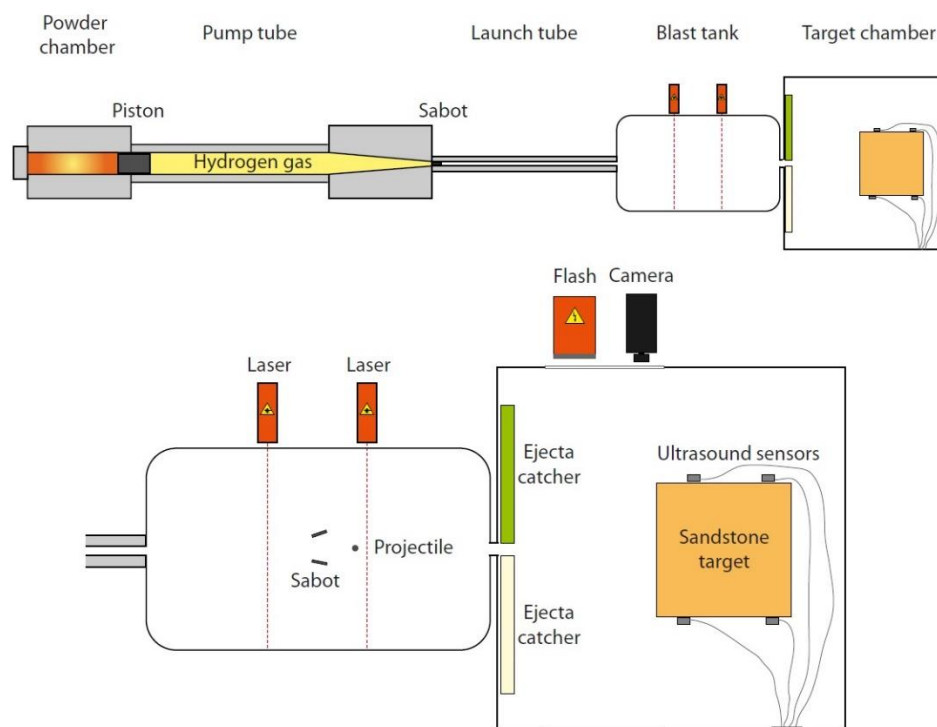 Powder
chamber
Pump tube
Launch tube
Blast tank
Target chamber
Piston
Sabot
Hydrogen gas
Flash
Camera
Laser
Laser
Ejecta
catcher
Ultrasound sensors
Sandstone
target
Projectile
Sabot
Ejecta
catcher